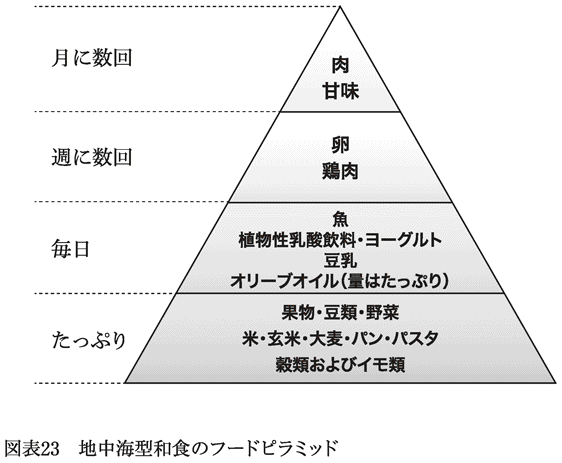 月に数回
肉
甘味
週に数回
卵
鶏肉
毎日
魚
植物性乳酸飲料・ヨーグルト
豆乳
オリーブオイル（量はたっぷり）
たっぷり
果物・豆類・野菜
米・玄米・大麦・パン・パスタ
穀類およびイモ類
図表23　地中海型和食のフードピラミッド